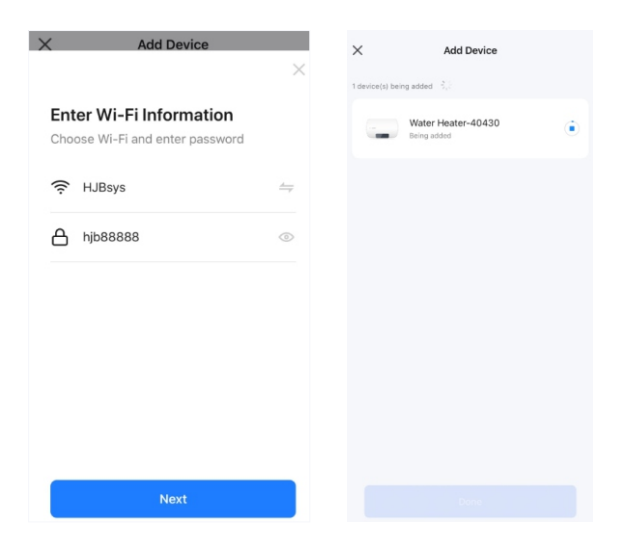 Add Device
Enter Wi-Fi Information
Choose Wi-Fi and enter password
HJBsys
hjb88888
Next
Add Device
1 device(s) being added
Water Heater-40430
Being added
Done